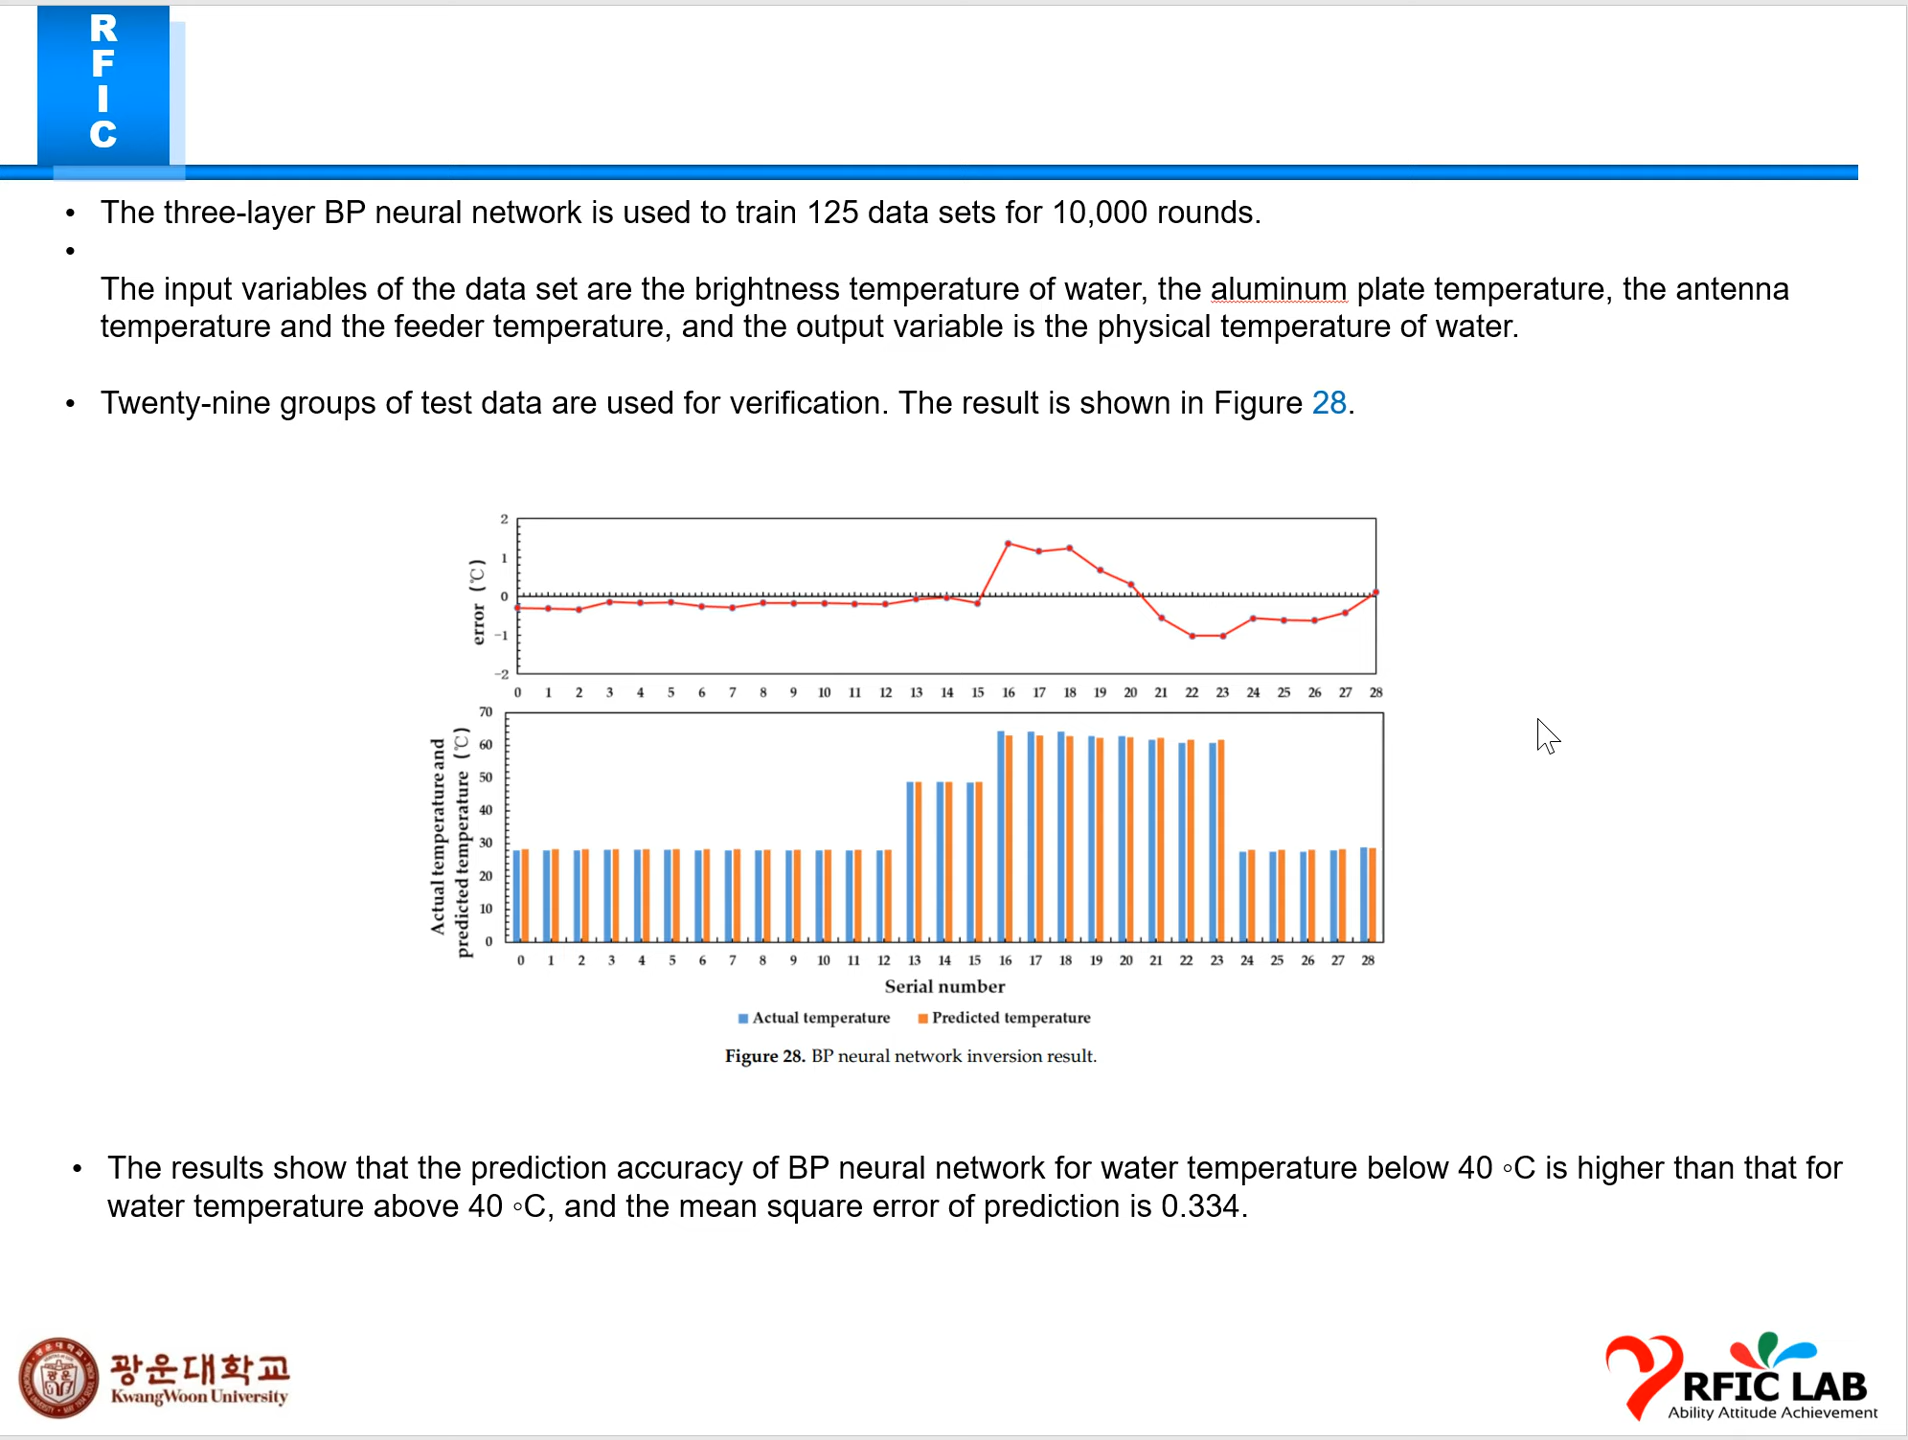 R
F
I
C
• The three-layer BP neural network is used to train 125 data sets for 10,000 rounds.
•
The input variables of the data set are the brightness temperature of water, the aluminum plate temperature, the antenna
temperature and the feeder temperature, and the output variable is the physical temperature of water.
• Twenty-nine groups of test data are used for verification. The result is shown in Figure 28.
error (℃)
2
1
0
−1
−2
0 1 2 3 4 5 6 7 8 9 10 11 12 13 14 15 16 17 18 19 20 21 22 23 24 25 26 27 28
Actual temperature and
predicted temperature (℃)
70
60
50
40
30
20
10
0
0 1 2 3 4 5 6 7 8 9 10 11 12 13 14 15 16 17 18 19 20 21 22 23 24 25 26 27 28
Serial number
Actual temperature Predicted temperature
Figure 28. BP neural network inversion result.
• The results show that the prediction accuracy of BP neural network for water temperature below 40 ◦C is higher than that for
water temperature above 40 ◦C, and the mean square error of prediction is 0.334.
광운대학교
KwangWoon University
RFIC LAB
Ability Attitude Achievement